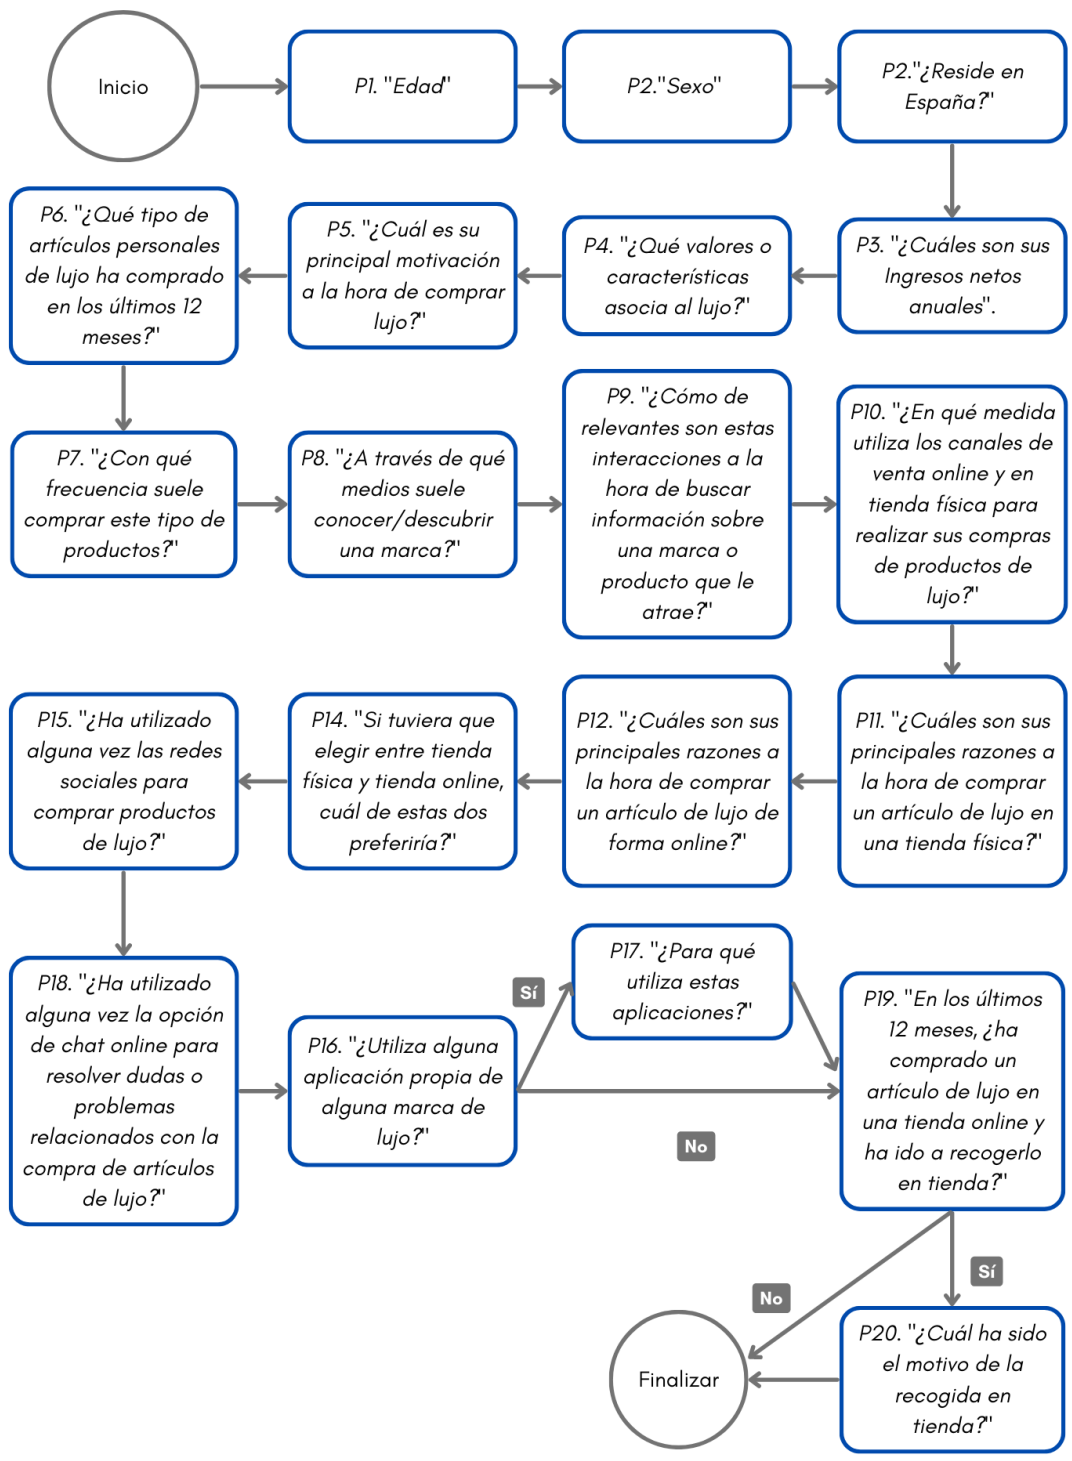 Inicio
P1. "Edad"
P2."Sexo"
P2."¿Reside en
España?"
P6. "¿Qué tipo de
artículos personales
de lujo ha comprado
en los últimos 12
meses?"
P5. "¿Cuál es su
principal motivación
a la hora de comprar
lujo?"
P4. "¿Qué valores o
características
asocia al lujo?"
P3. "¿Cuáles son sus
Ingresos netos
anuales".
P7. "¿Con qué
frecuencia suele
comprar este tipo de
productos?"
P8. "¿A través de qué
medios suele
conocer/descubrir
una marca?"
P9. "¿Cómo de
relevantes son estas
interacciones a la
hora de buscar
información sobre
una marca o
producto que le
atrae?"
P10. "¿En qué medida
utiliza los canales de
venta online y en
tienda física para
realizar sus compras
de productos de
lujo?"
P15. "¿Ha utilizado
alguna vez las redes
sociales para
comprar productos
de lujo?"
P14. "Si tuviera que
elegir entre tienda
física y tienda online,
cuál de estas dos
preferiría?"
P12. "¿Cuáles son sus
principales razones a
la hora de comprar
un artículo de lujo de
forma online?"
P11. "¿Cuáles son sus
principales razones a
la hora de comprar
un artículo de lujo en
una tienda física?"
P18. "¿Ha utilizado
alguna vez la opción
de chat online para
resolver dudas o
problemas
relacionados con la
compra de artículos
de lujo?"
P16. "¿Utiliza alguna
aplicación propia de
alguna marca de
lujo?"
Sí
P17. "¿Para qué
utiliza estas
aplicaciones?"
No
P19. "En los últimos
12 meses, ¿ha
comprado un
artículo de lujo en
una tienda online y
ha ido a recogerlo
en tienda?"
Sí
No
Finalizar
P20. "¿Cuál ha sido
el motivo de la
recogida en
tienda?"